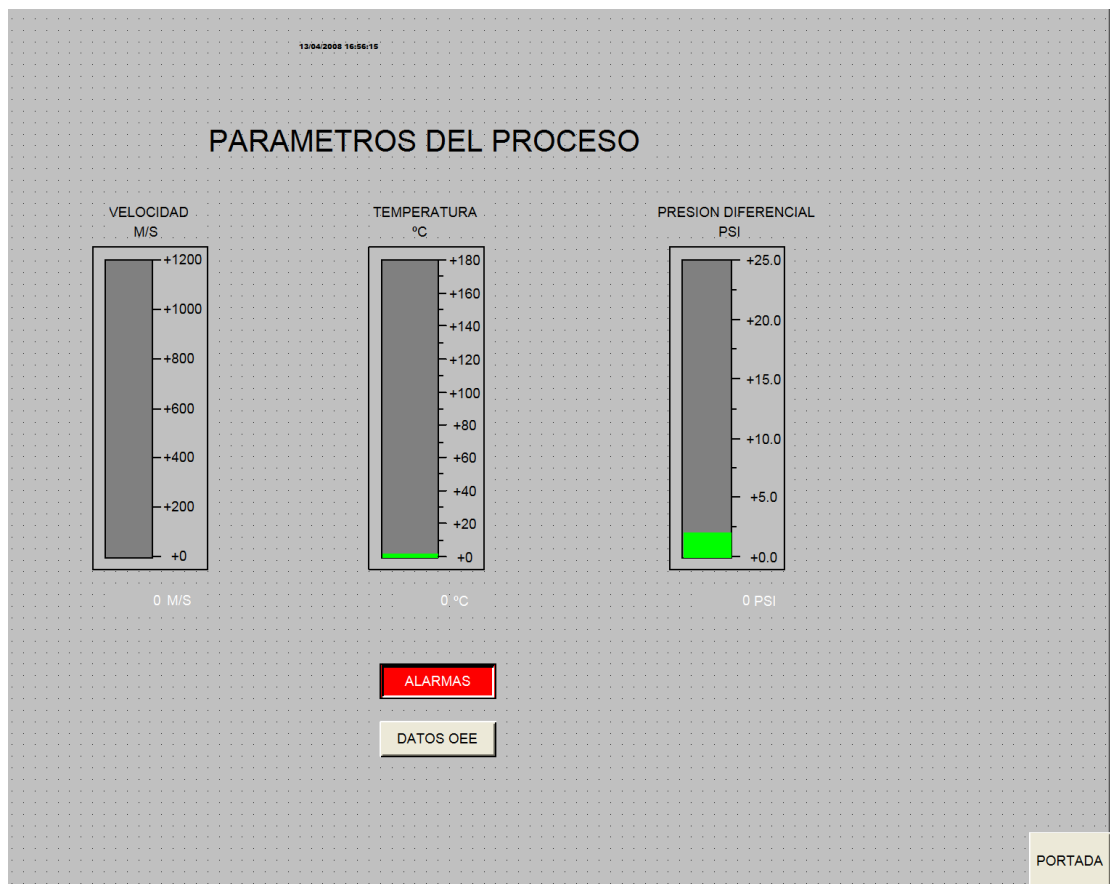 13/04/2008 16:56:15
PARAMETROS DEL PROCESO
VELOCIDAD
M/S
+1200
+1000
+800
+600
+400
+200
+0
0 M/S
TEMPERATURA
ºC
+180
+160
+140
+120
+100
+80
+60
+40
+20
+0
0 ºC
PRESION DIFERENCIAL
PSI
+25.0
+20.0
+15.0
+10.0
+5.0
+0.0
0 PSI
ALARMAS
DATOS OEE
PORTADA